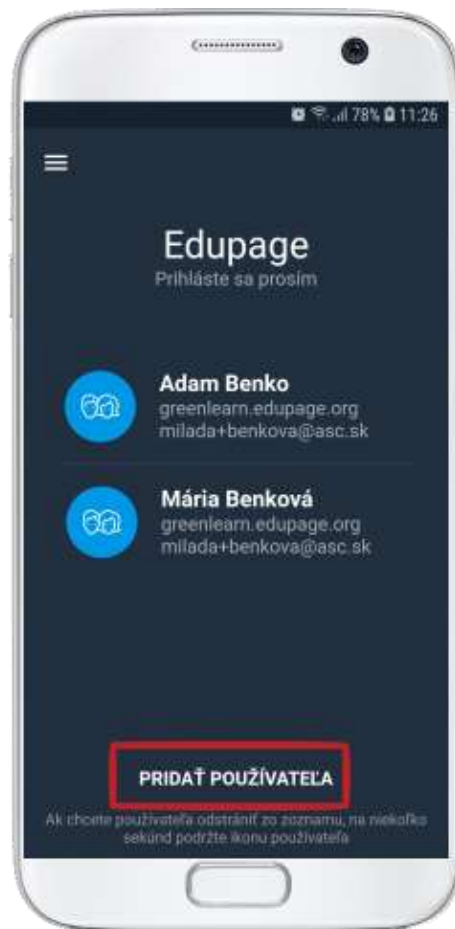 78% 11:26
Edupage
Prihláste sa prosím
Adam Benko
greenlearn.edupage.org
milada+benkova@asc.sk
Mária Benková
greenlearn.edupage.org
milada+benkova@asc.sk
PRIDAŤ POUŽÍVATEĽA
Ak chcete používateľa odstrániť zo zoznamu, na niekoľko
sekúnd podržte ikonu používateľa